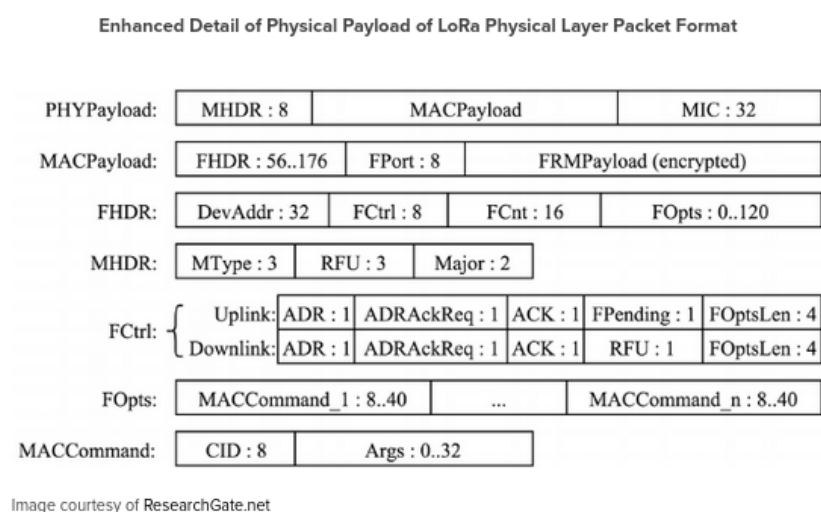 Enhanced Detail of Physical Payload of LoRa Physical Layer Packet Format
PHYPayload: MHDR : 8 MACPayload MIC : 32
MACPayload: FHDR : 56..176 FPort : 8 FRMPayload (encrypted)
FHDR: DevAddr : 32 FCtrl : 8 FCnt : 16 FOpts : 0..120
MHDR: MType : 3 RFU : 3 Major : 2
FCtrl: Uplink: ADR : 1 ADRAckReq : 1 ACK : 1 FPending : 1 FOptsLen : 4
Downlink: ADR : 1 ADRAckReq : 1 ACK : 1 RFU : 1 FOptsLen : 4
FOpts: MACCommand_1 : 8..40 ... MACCommand_n : 8..40
MACCommand: CID : 8 Args : 0..32
Image courtesy of ResearchGate.net